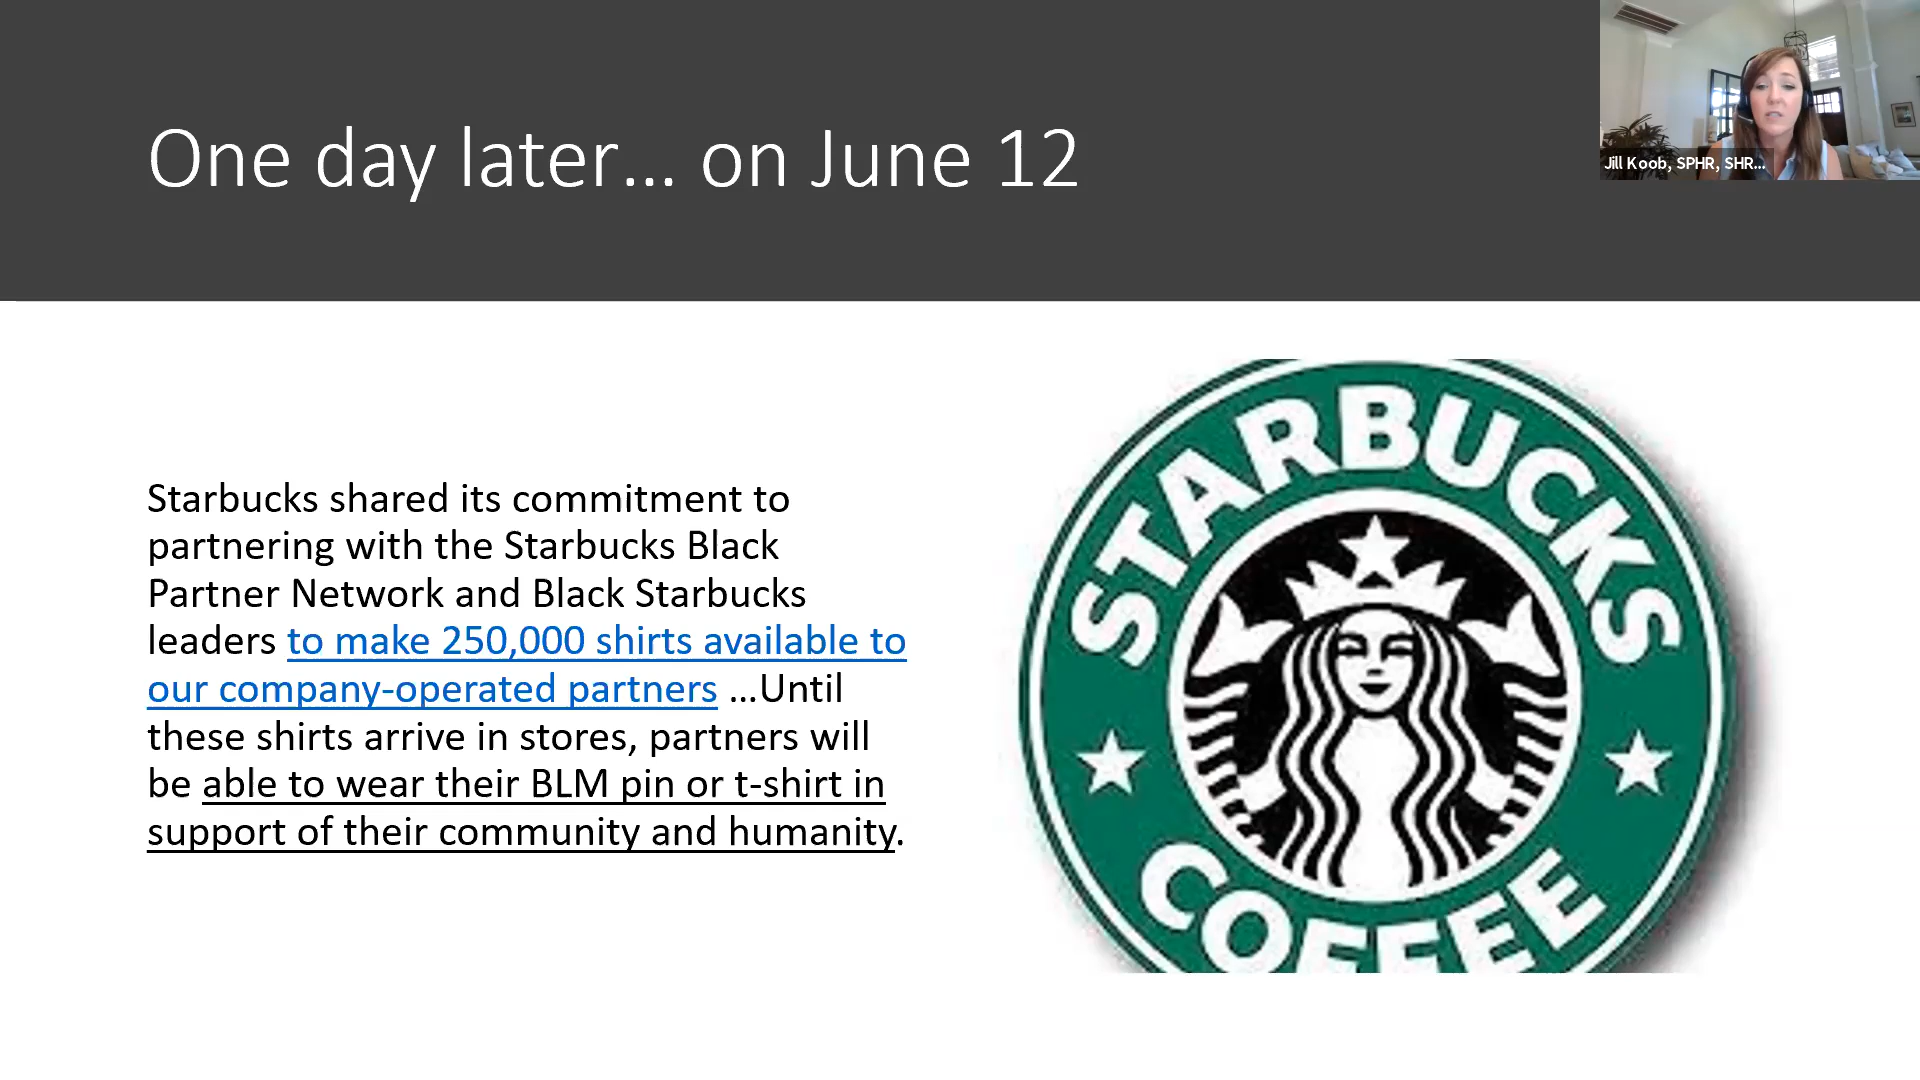 One day later... on June 12
Jill Koob, SPHR, SHR...
Starbucks shared its commitment to
partnering with the Starbucks Black
Partner Network and Black Starbucks
leaders to make 250,000 shirts available to
our company-operated partners ...Until
these shirts arrive in stores, partners will
be able to wear their BLM pin or t-shirt in
support of their community and humanity.
STARBUCKS
COFFEE